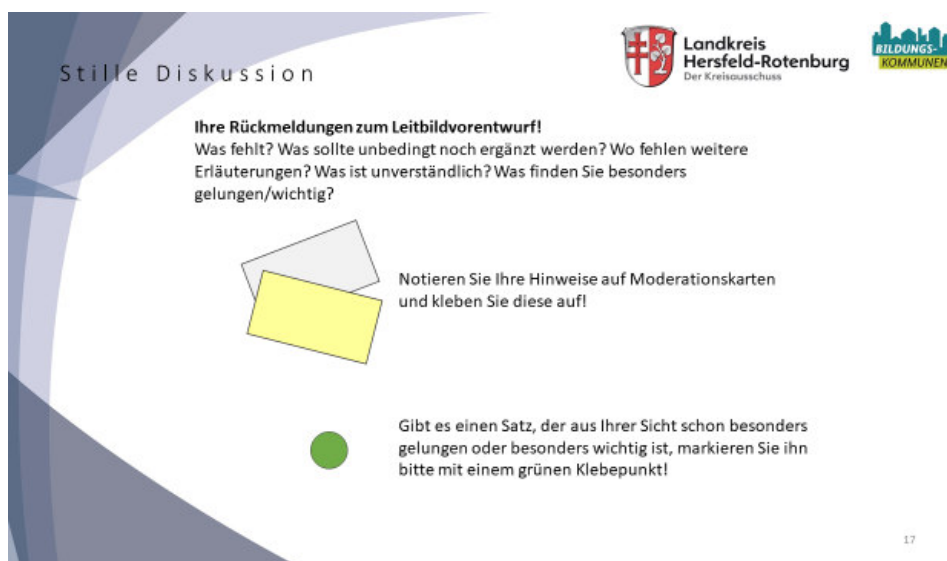 Stille Diskussion
Landkreis
Hersfeld-Rotenburg
Der Kreisausschuss
BILDUNGS-
KOMMUNEN
Ihre Rückmeldungen zum Leitbildvorentwurf!
Was fehlt? Was sollte unbedingt noch ergänzt werden? Wo fehlen weitere
Erläuterungen? Was ist unverständlich? Was finden Sie besonders
gelungen/wichtig?
Notieren Sie Ihre Hinweise auf Moderationskarten
und kleben Sie diese auf!
Gibt es einen Satz, der aus Ihrer Sicht schon besonders
gelungen oder besonders wichtig ist, markieren Sie ihn
bitte mit einem grünen Klebepunkt!
17